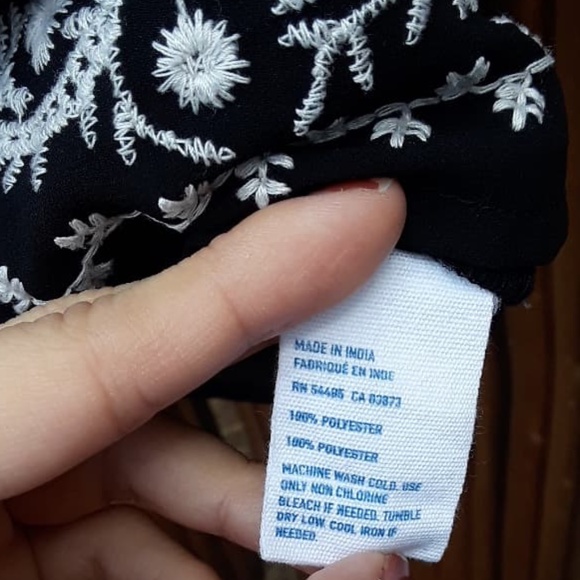 MADE IN INDIA
FABRIQUÉ EN INDE
RN 54485 CA 03873
100% POLYESTER
100% POLYESTER
MACHINE WASH COLD. USE
ONLY NON CHLORINE
BLEACH IF NEEDED. TUMBLE
DRY LOW. COOL IRON IF
NEEDED.